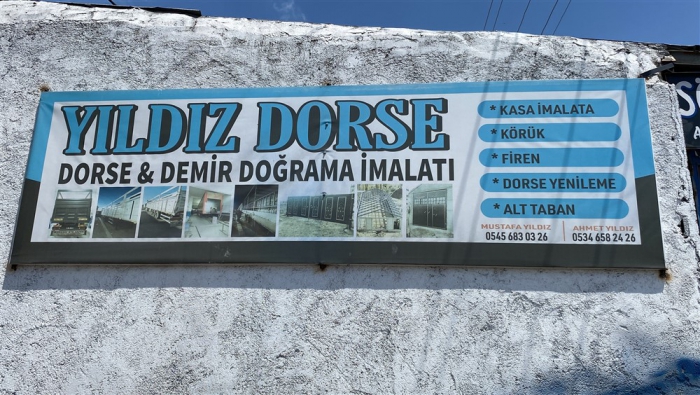 YILDIZ DORSE
DORSE & DEMİR DOĞRAMA İMALATI
* KASA İMALATA
* KÖRÜK
* FİREN
* DORSE YENİLEME
* ALT TABAN
MUSTAFA YILDIZ
0545 683 03 26
AHMET YILDIZ
0534 658 24 26